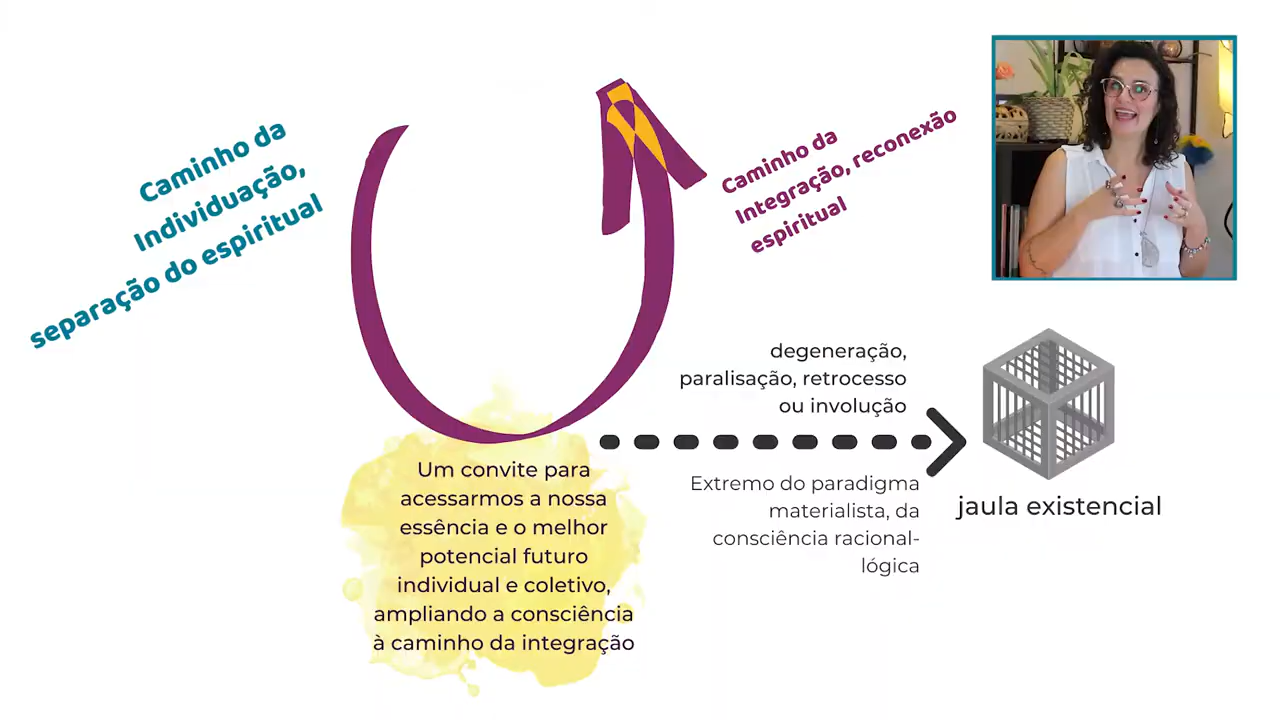 Caminho da
Individuação,
separação do espiritual
Caminho da
Integração, reconexão
espiritual
degeneração,
paralisação, retrocesso
ou involução
Extremo do paradigma
materialista, da
consciência racional-
lógica
jaula existencial
Um convite para
acessarmos a nossa
essência e o melhor
potencial futuro
individual e coletivo,
ampliando a consciência
à caminho da integração